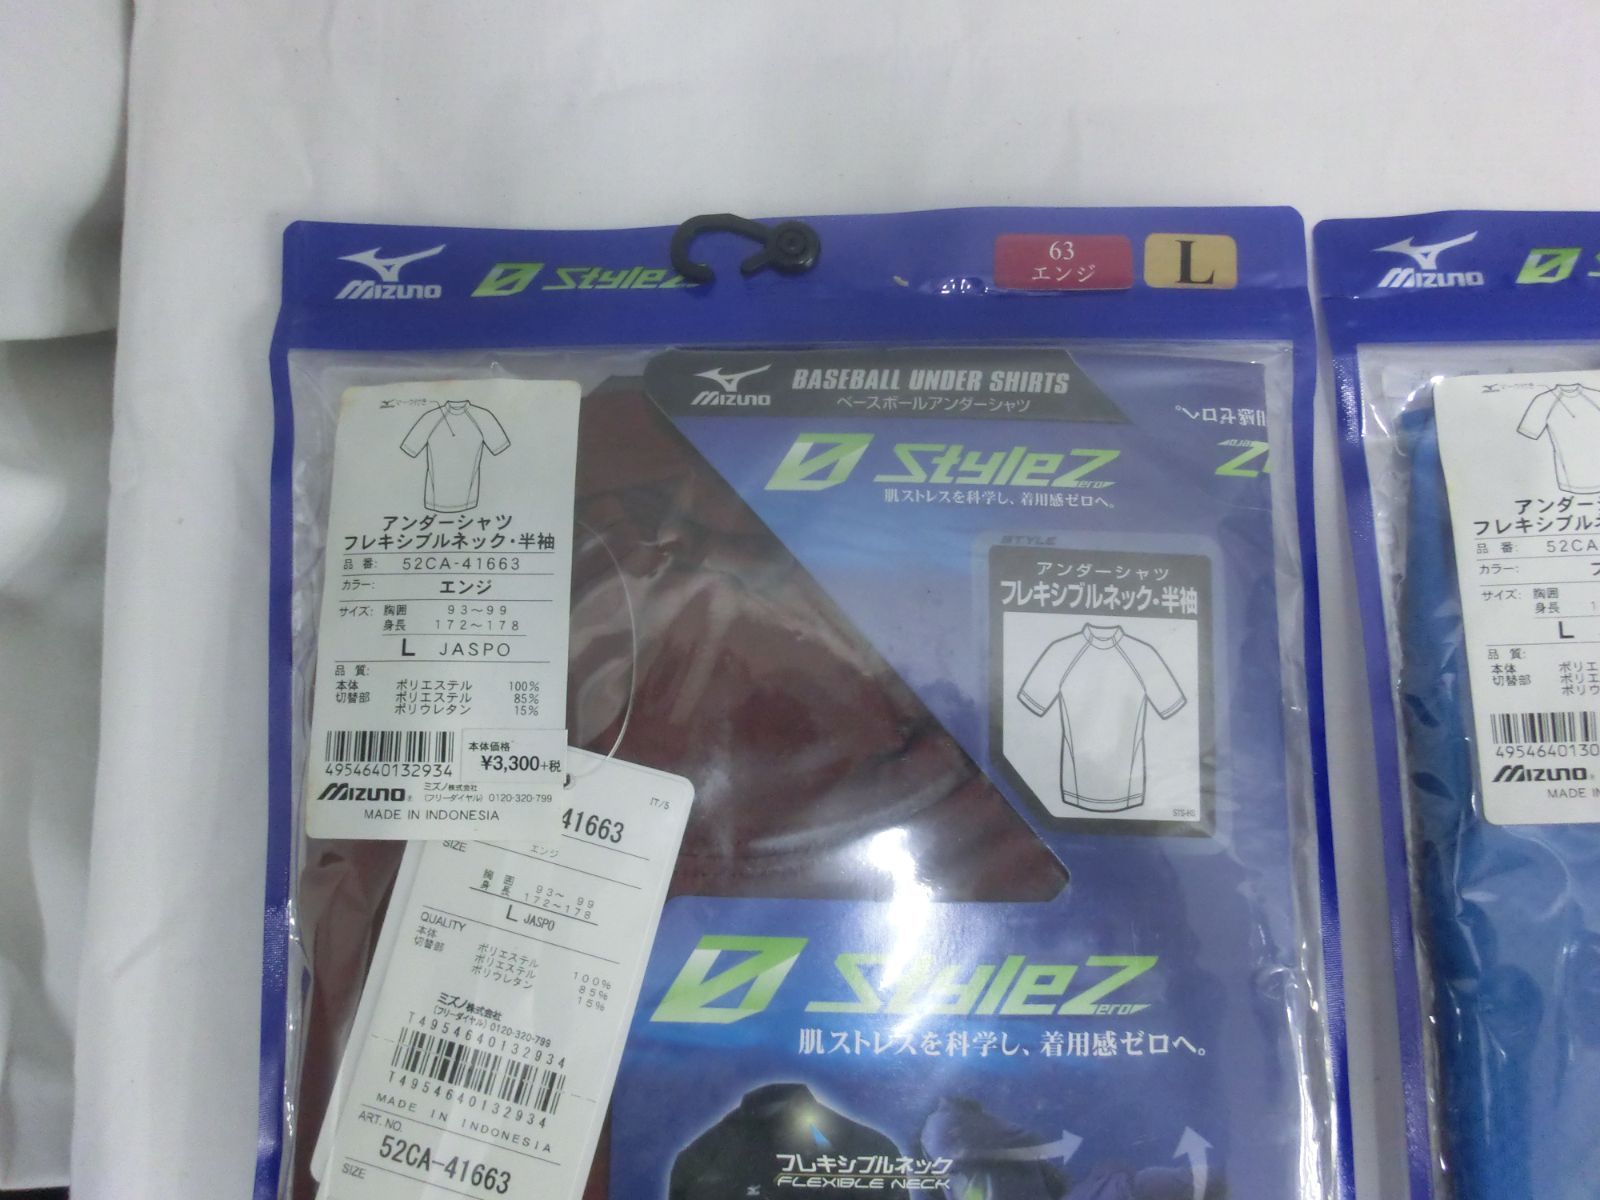 MIZUNO
StyleZ
63
エンジ
L
MIZUNO
BASEBALL UNDER SHIRTS
ベースボールアンダーシャツ
StyleZero
肌ストレスを科学し、着用感ゼロへ。
STYLE
アンダーシャツ
フレキシブルネック・半袖
STS-HS
StyleZero
肌ストレスを科学し、着用感ゼロへ。
フレキシブルネック
FLEXIBLE NECK
マーク付き
アンダーシャツ
フレキシブルネック・半袖
品 番: 52CA-41663
カラー: エンジ
サイズ: 胸囲 93～99
身長 172～178
L JASPO
品 質:
本体 ポリエステル 100%
切替部 ポリエステル 85%
ポリウレタン 15%
本体価格
¥3,300+税
4954640132934
MIZUNO ミズノ株式会社
(フリーダイヤル) 0120-320-799
MADE IN INDONESIA
IT/5
41663
エンジ
SIZE
胸 囲 93～ 99
身 長 172～178
L JASPO
QUALITY
本体 ポリエステル 100%
切替部 ポリエステル 85%
ポリウレタン 15%
ミズノ株式会社
(フリーダイヤル) 0120-320-799
T4954640132934
T4954640132934
MADE IN INDONESIA
ART.NO.
52CA-41663
SIZE
MIZUNO
アンダー
フレキシブル
品 番: 52CA
カラー:
サイズ: 胸囲
身長 1
L
品 質:
本体
切替部
495464013
MIZUNO
MADE IN